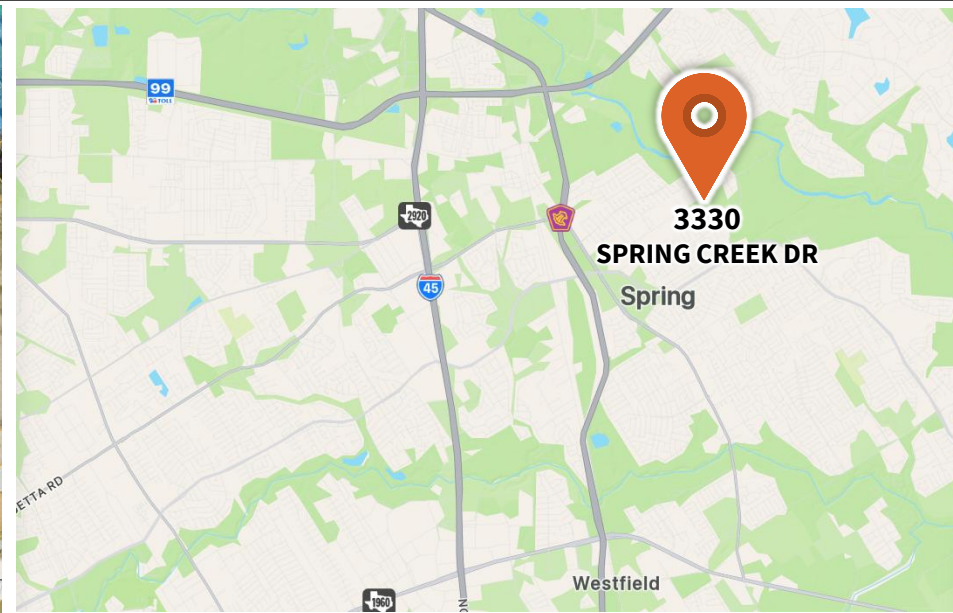 99
TOLL
2920
3330
SPRING CREEK DR
45
Spring
ETTA RD
Westfield
1960